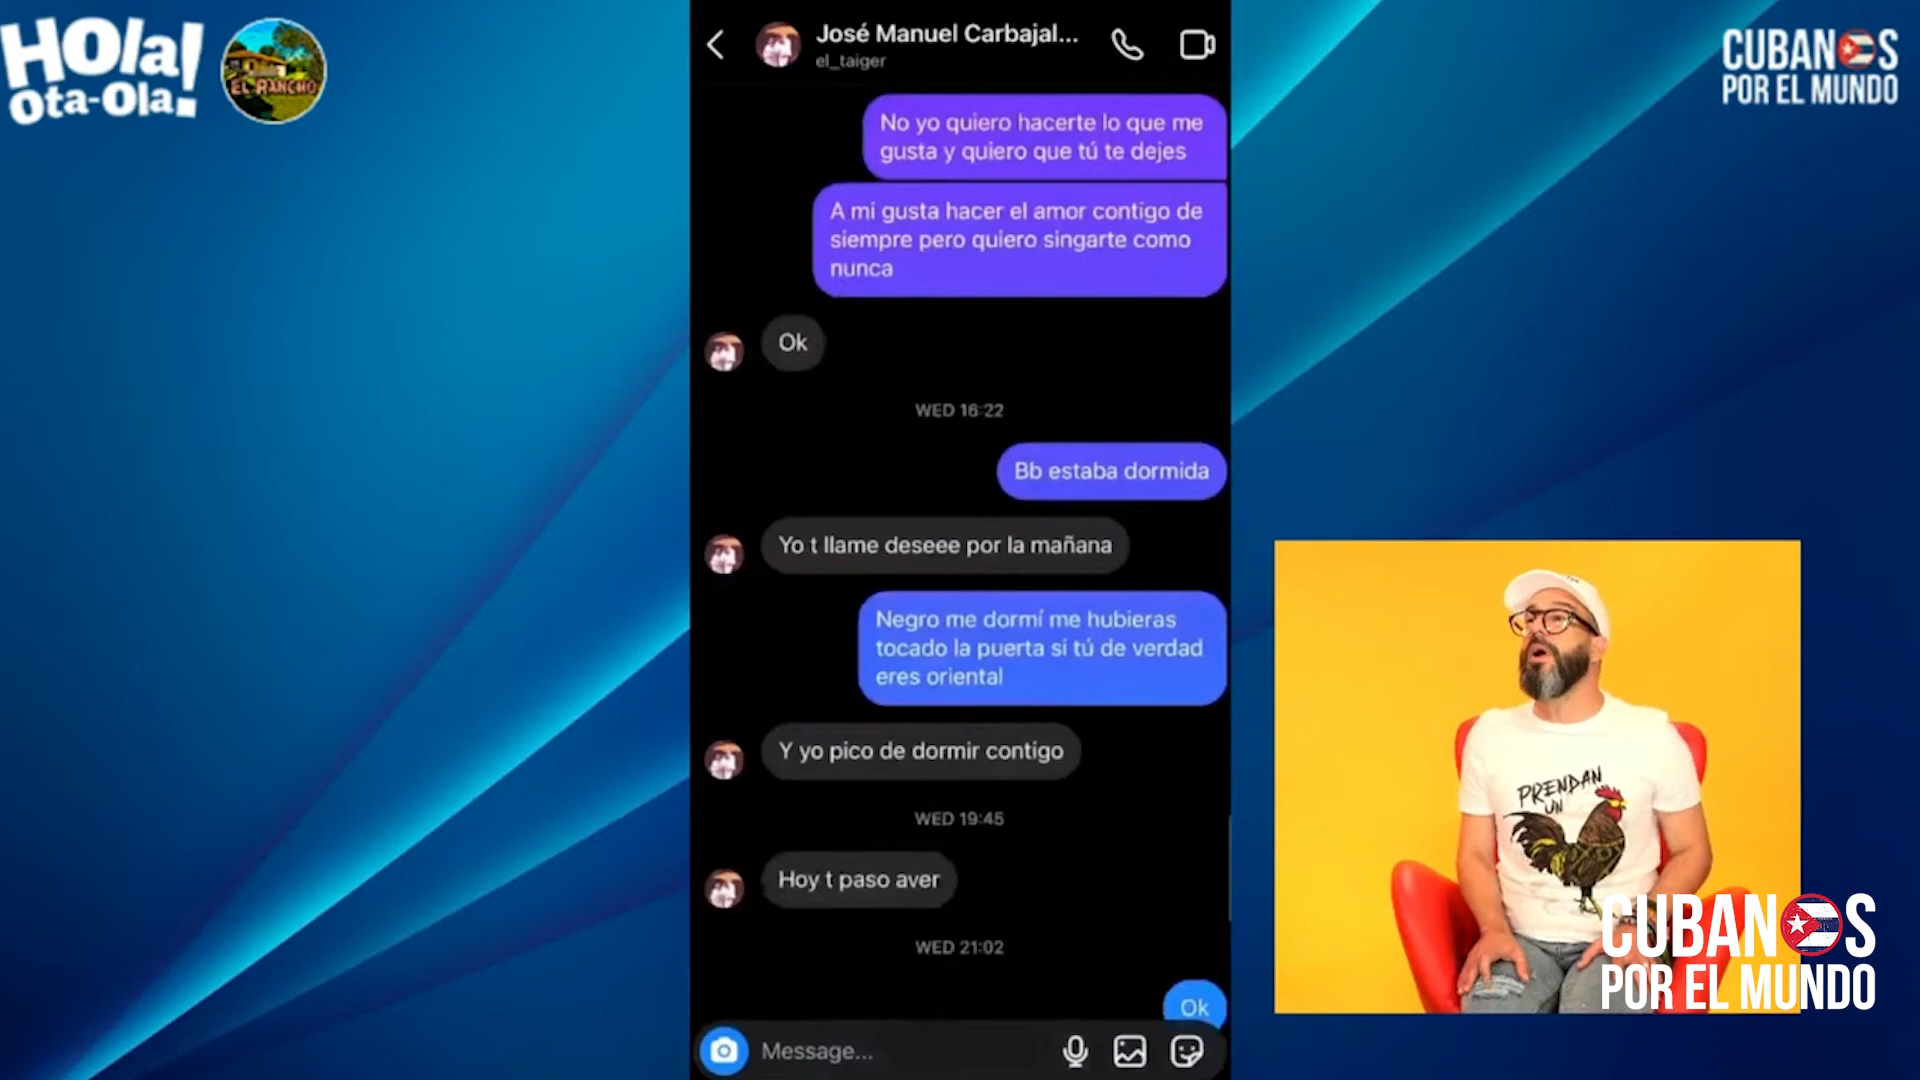 HOla!
Ota-Ola!
EL RANCHO
José Manuel Carbajal...
el_taiger
CUBANOS
POR EL MUNDO
No yo quiero hacerte lo que me
gusta y quiero que tú te dejes
A mi gusta hacer el amor contigo de
siempre pero quiero singarte como
nunca
Ok
WED 16:22
Bb estaba dormida
Yo t llame deseee por la mañana
Negro me dormí me hubieras
tocado la puerta si tú de verdad
eres oriental
Y yo pico de dormir contigo
WED 19:45
Hoy t paso aver
WED 21:02
Ok
Message...
PRENDAN
UN
CUBANOS
POR EL MUNDO